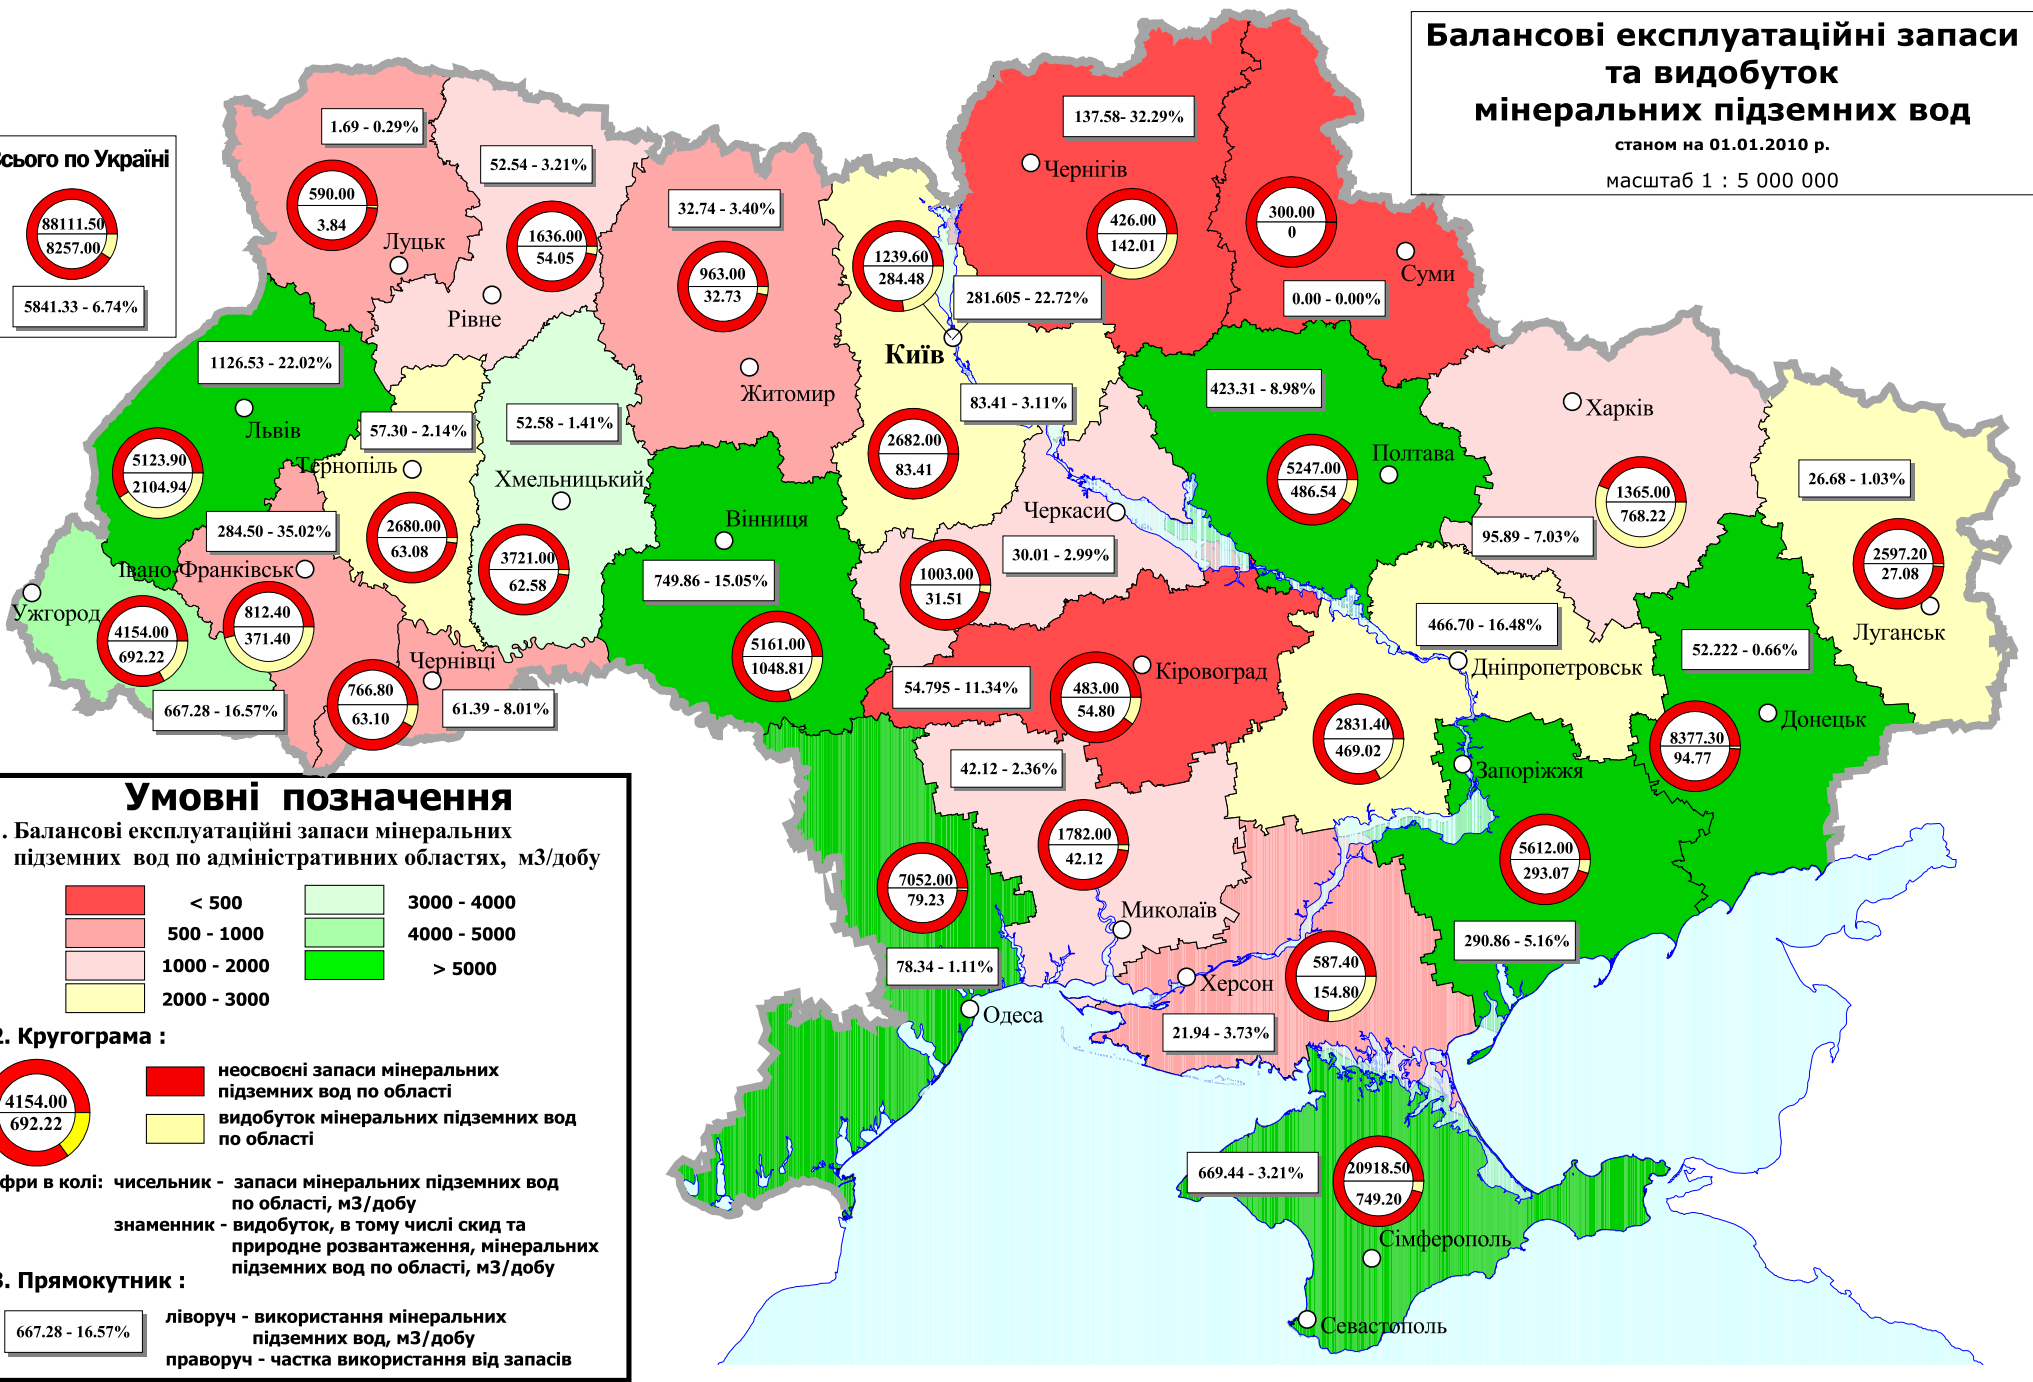 Балансові експлуатаційні запаси
та видобуток
мінеральних підземних вод
станом на 01.01.2010 р.
масштаб 1 : 5 000 000
сього по Україні
88111.50
8257.00
5841.33 - 6.74%
1.69 - 0.29%
590.00
3.84
Луцьк
52.54 - 3.21%
1636.00
54.05
Рівне
32.74 - 3.40%
963.00
32.73
Житомир
1239.60
284.48
281.605 - 22.72%
Київ
83.41 - 3.11%
2682.00
83.41
137.58- 32.29%
Чернігів
426.00
142.01
300.00
0
Суми
0.00 - 0.00%
1126.53 - 22.02%
Львів
5123.90
2104.94
57.30 - 2.14%
Тернопіль
2680.00
63.08
52.58 - 1.41%
Хмельницький
3721.00
62.58
423.31 - 8.98%
Полтава
5247.00
486.54
Харків
1365.00
768.22
95.89 - 7.03%
26.68 - 1.03%
2597.20
27.08
Луганськ
284.50 - 35.02%
Івано-Франківськ
812.40
371.40
Ужгород
4154.00
692.22
667.28 - 16.57%
766.80
63.10
Чернівці
61.39 - 8.01%
Вінниця
749.86 - 15.05%
5161.00
1048.81
Черкаси
30.01 - 2.99%
1003.00
31.51
54.795 - 11.34%
483.00
54.80
Кіровоград
466.70 - 16.48%
Дніпропетровськ
2831.40
469.02
52.222 - 0.66%
Донецьк
8377.30
94.77
Запоріжжя
5612.00
293.07
290.86 - 5.16%
42.12 - 2.36%
1782.00
42.12
Миколаїв
7052.00
79.23
78.34 - 1.11%
Одеса
Херсон
587.40
154.80
21.94 - 3.73%
669.44 - 3.21%
20918.50
749.20
Сімферополь
Севастополь
Умовні позначення
. Балансові експлуатаційні запаси мінеральних
підземних вод по адміністративних областях, м3/добу
< 500
500 - 1000
1000 - 2000
2000 - 3000
3000 - 4000
4000 - 5000
> 5000
2. Кругограма :
4154.00
692.22
неосвоєні запаси мінеральних
підземних вод по області
видобуток мінеральних підземних вод
по області
фри в колі: чисельник - запаси мінеральних підземних вод
по області, м3/добу
знаменник - видобуток, в тому числі скид та
природне розвантаження, мінеральних
підземних вод по області, м3/добу
3. Прямокутник :
667.28 - 16.57%
ліворуч - використання мінеральних
підземних вод, м3/добу
праворуч - частка використання від запасів